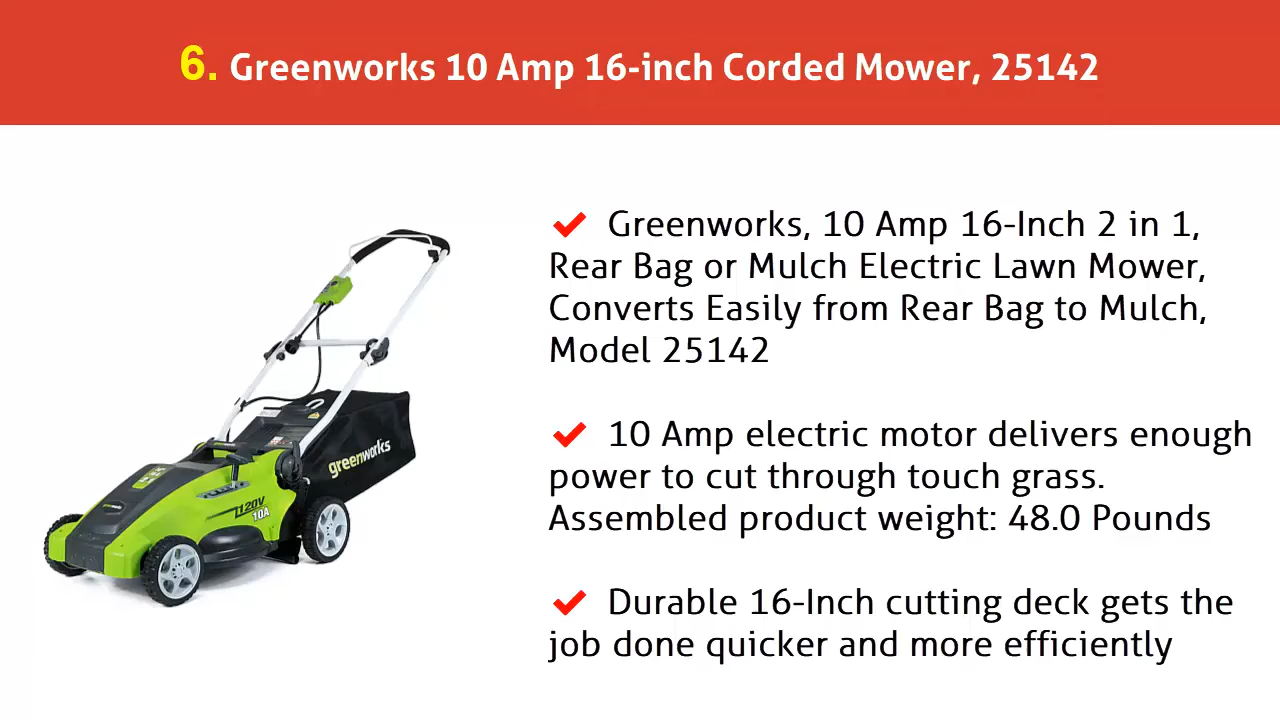 6. Greenworks 10 Amp 16-inch Corded Mower, 25142
Greenworks, 10 Amp 16-Inch 2 in 1,
Rear Bag or Mulch Electric Lawn Mower,
Converts Easily from Rear Bag to Mulch,
Model 25142
10 Amp electric motor delivers enough
power to cut through touch grass.
Assembled product weight: 48.0 Pounds
Durable 16-Inch cutting deck gets the
job done quicker and more efficiently
greenworks
120V
10A
greenworks